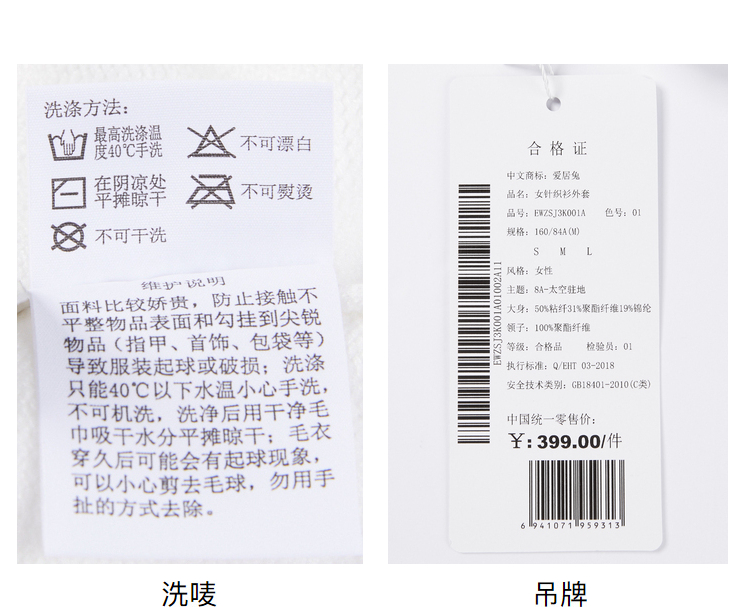 洗涤方法：
最高洗涤温
度40℃手洗
不可漂白
在阴凉处
平摊晾干
不可熨烫
不可干洗
维护说明
面料比较娇贵，防止接触不
平整物品表面和勾挂到尖锐
物品（指甲、首饰、包袋等）
导致服装起球或破损；洗涤
只能40℃以下水温小心手洗，
不可机洗，洗净后用干净毛
巾吸干水分平摊晾干；毛衣
穿久后可能会有起球现象，
可以小心剪去毛球，勿用手
扯的方式去除。
洗唛
合格证
中文商标：爱居兔
品名：女针织衫外套
品号：EWZSJ3K001A 色号：01
规格：160/84A(M)
S M L
风格：女性
主题：8A-太空驻地
大身：50%粘纤31%聚酯纤维19%锦纶
领子：100%聚酯纤维
等级：合格品 检验员：01
执行标准：Q/EHT 03-2018
安全技术类别：GB18401-2010(C类)
EWZSJ3K001A01002A11
中国统一零售价：
¥:399.00/件
6 941071 959313
吊牌